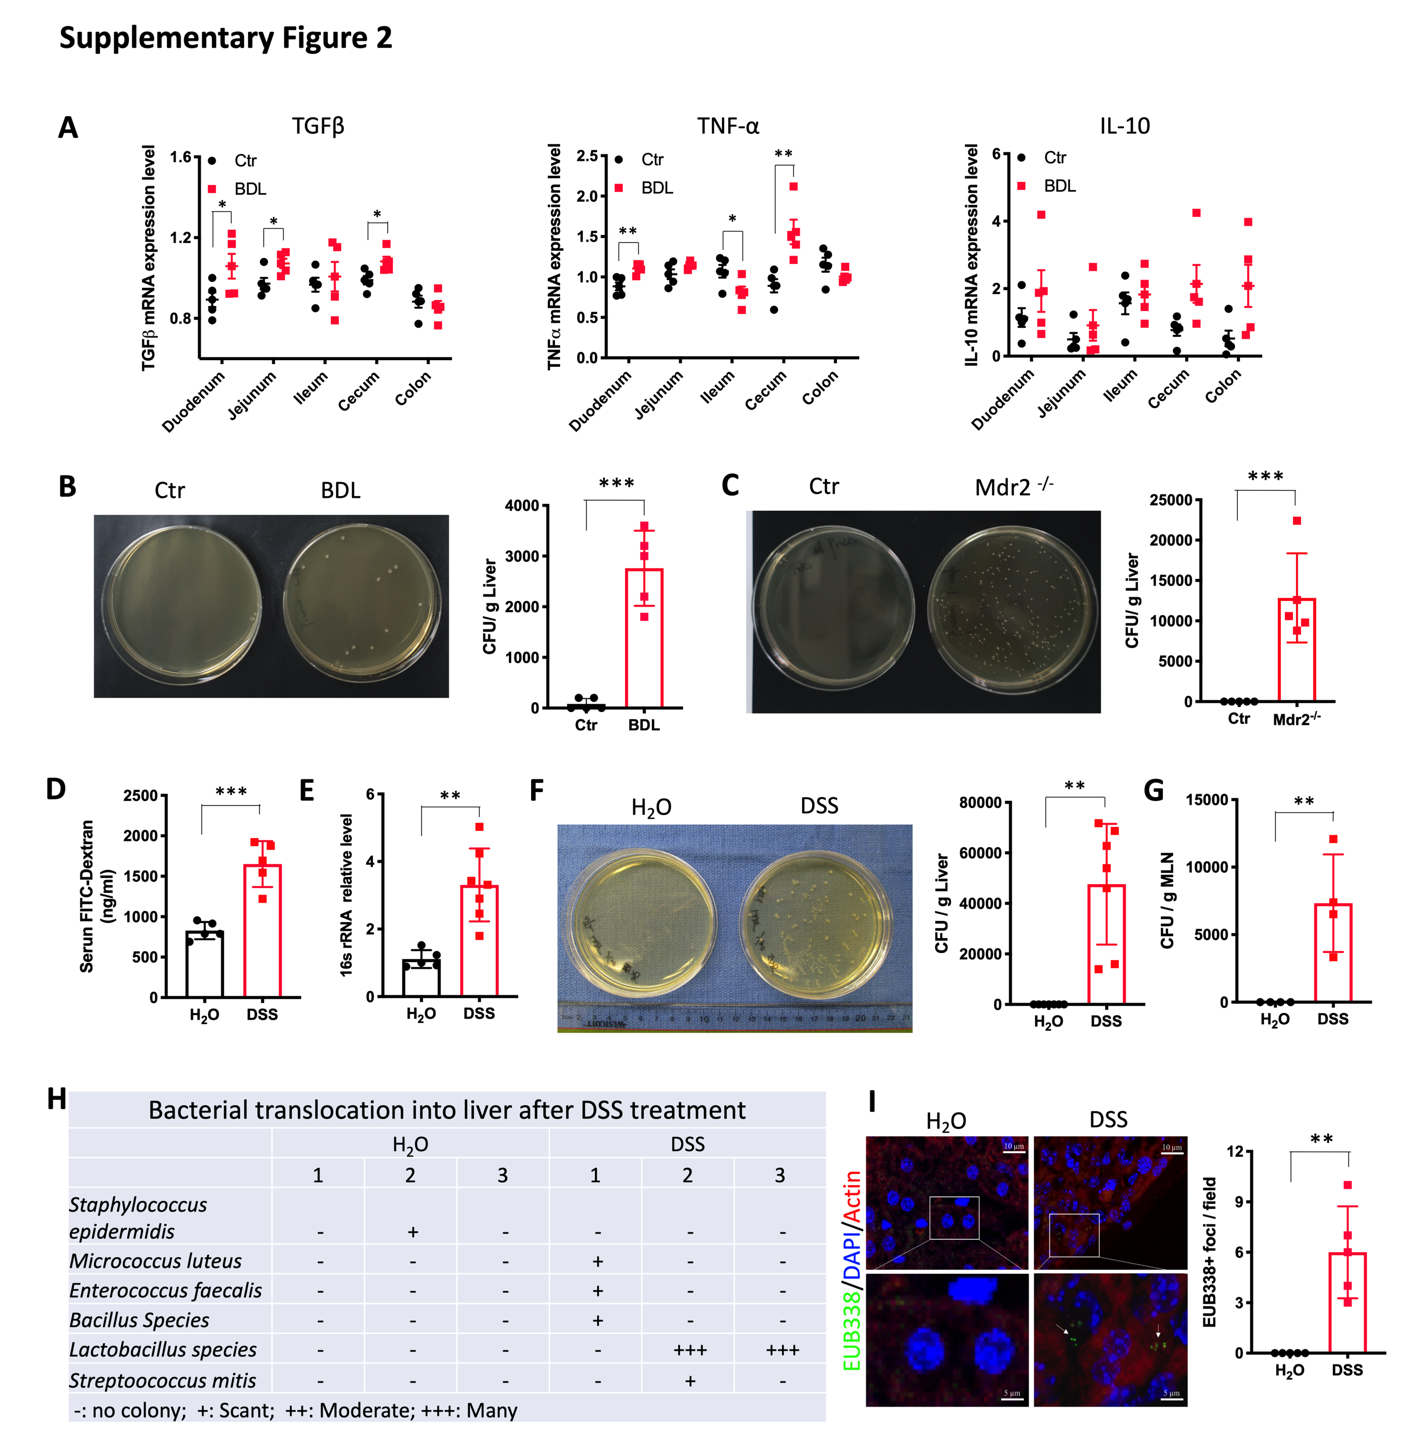 Supplementary Figure 2
A
TGFβ
TGFβ mRNA expression level
1.6
1.2
0.8
Ctr
BDL
*
*
*
Duodenum
Jejunum
Ileum
Cecum
Colon
TNF-α
TNFα mRNA expression level
2.5
2.0
1.5
1.0
0.5
0.0
Ctr
BDL
**
*
**
Duodenum
Jejunum
Ileum
Cecum
Colon
IL-10
IL-10 mRNA expression level
6
4
2
0
Ctr
BDL
Duodenum
Jejunum
Ileum
Cecum
Colon
B
Ctr
BDL
CFU/ g Liver
4000
3000
2000
1000
0
***
Ctr
BDL
C
Ctr
Mdr2 -/-
CFU/ g Liver
25000
20000
15000
10000
5000
0
***
Ctr
Mdr2-/-
D
Serun FITC-Dextran
(ng/ml)
2500
2000
1500
1000
500
0
***
H2O
DSS
E
16s rRNA relative level
6
4
2
0
**
H2O
DSS
F
H2O
DSS
CFU / g Liver
80000
60000
40000
20000
0
**
H2O
DSS
G
CFU / g MLN
15000
10000
5000
0
**
H2O
DSS
H
Bacterial translocation into liver after DSS treatment
H2O DSS
1 2 3 1 2 3
Staphylococcus
epidermidis - + - - - -
Micrococcus luteus - - - + - -
Enterococcus faecalis - - - + - -
Bacillus Species - - - + - -
Lactobacillus species - - - - +++ +++
Streptoococcus mitis - - - - + -
-: no colony; +: Scant; ++: Moderate; +++: Many
I
H2O
DSS
EUB338/DAPI/Actin
10 μm
10 μm
5 μm
5 μm
EUB338+ foci / field
12
9
6
3
0
**
H2O
DSS